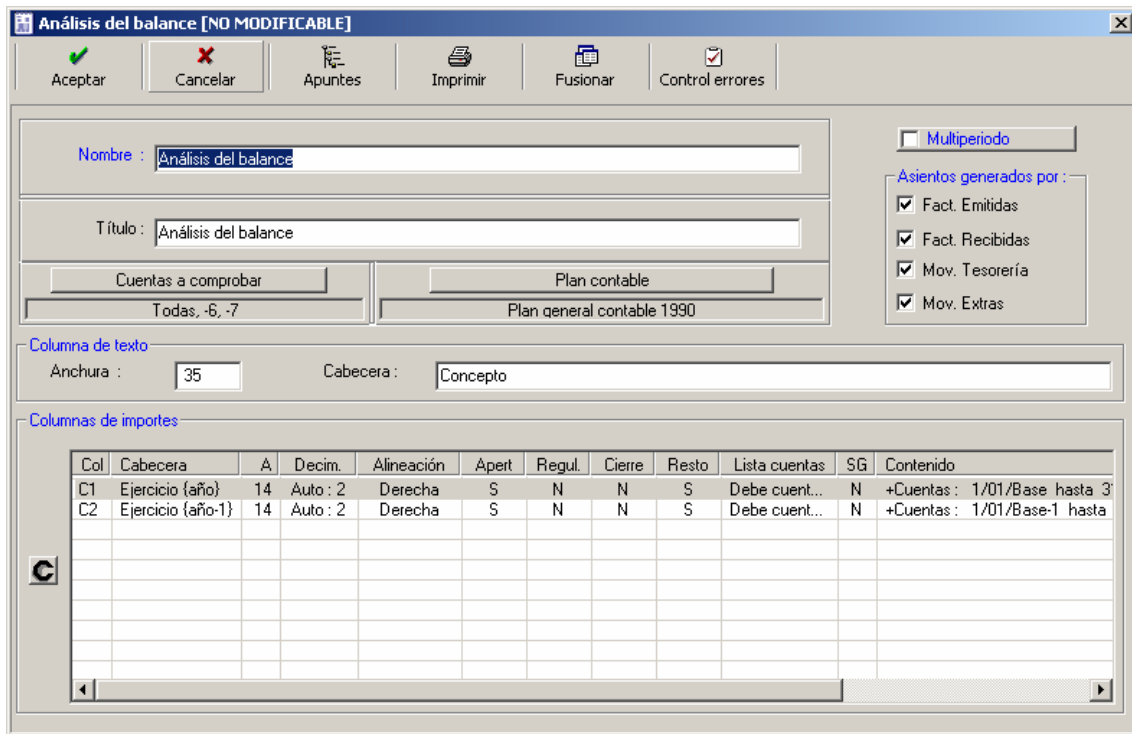 Análisis del balance [NO MODIFICABLE]
Aceptar Cancelar Apuntes Imprimir Fusionar Control errores
Nombre : Análisis del balance
Multiperiodo
Título : Análisis del balance
Asientos generados por :
Fact. Emitidas
Fact. Recibidas
Mov. Tesorería
Mov. Extras
Cuentas a comprobar Plan contable
Todas, -6, -7 Plan general contable 1990
Columna de texto
Anchura : 35 Cabecera : Concepto
Columnas de importes
Col Cabecera A Decim. Alineación Apert Regul. Cierre Resto Lista cuentas SG Contenido
C1 Ejercicio {año} 14 Auto : 2 Derecha S N N S Debe cuent... N +Cuentas : 1/01/Base hasta 3
C2 Ejercicio {año-1} 14 Auto : 2 Derecha S N N S Debe cuent... N +Cuentas : 1/01/Base-1 hasta
C